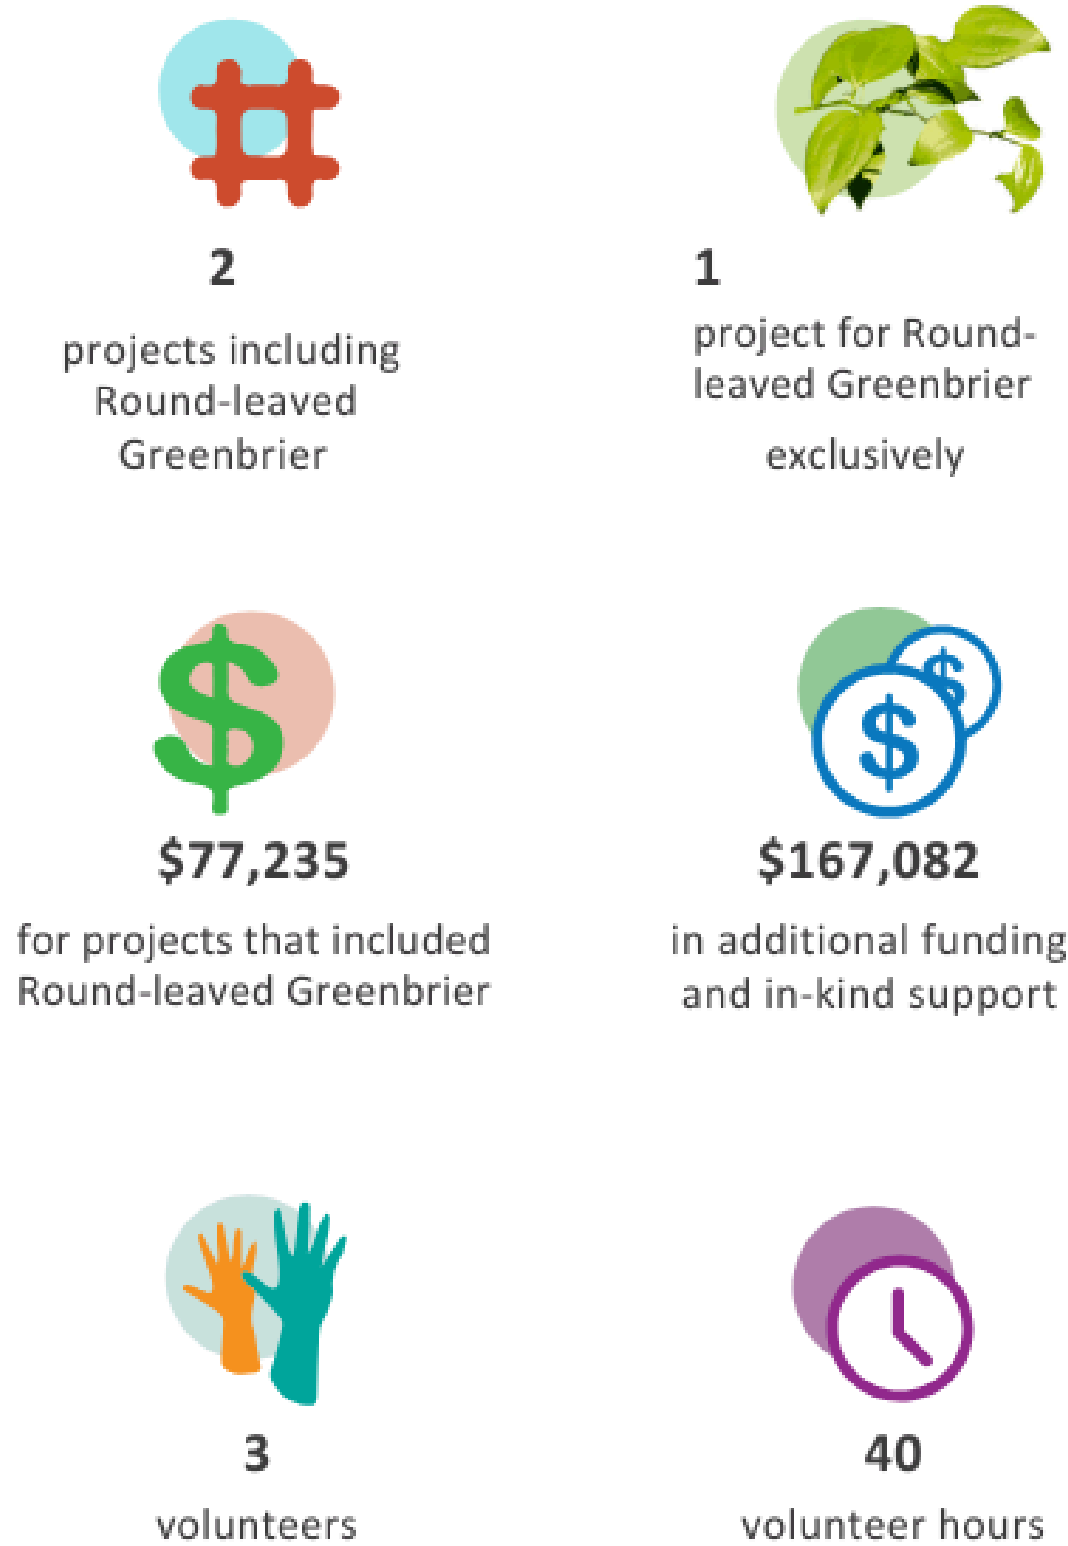 2
projects including
Round-leaved
Greenbrier
1
project for Round-
leaved Greenbrier
exclusively
$
$77,235
for projects that included
Round-leaved Greenbrier
$
$
$167,082
in additional funding
and in-kind support
3
volunteers
40
volunteer hours